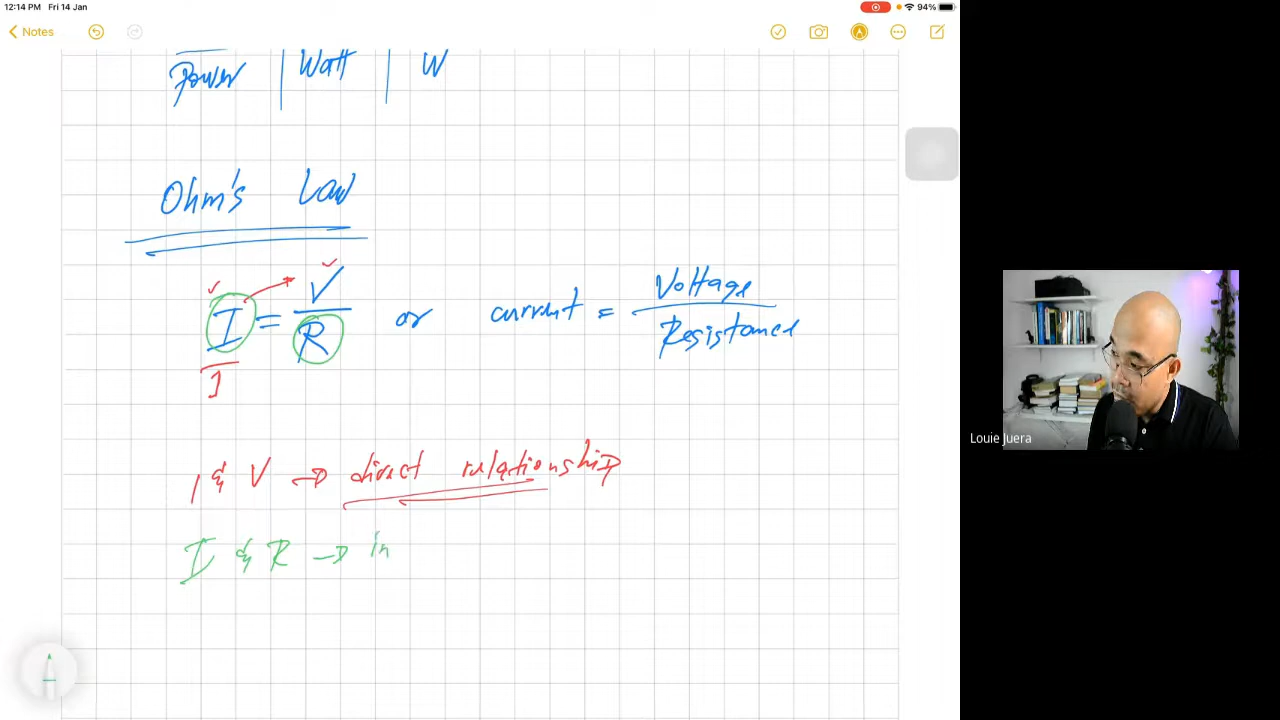 12:14 PM Fri 14 Jan
94%
Notes
Power | Watt | W
Ohm's Law
I = V/R or current = Voltage/Resistance
I
I & V → direct relationship
I & R → in
Louie Juera